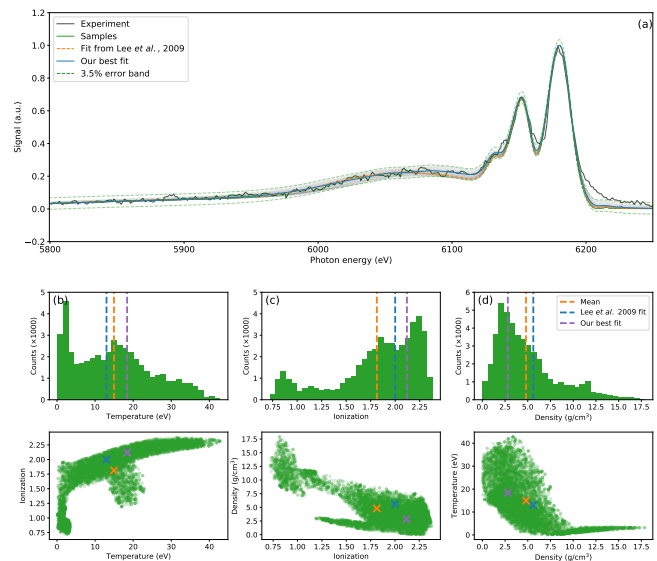 1.2
1.0
0.8
0.6
0.4
0.2
0.0
−0.2
Signal (a.u.)
Experiment
Samples
Fit from Lee et al., 2009
Our best fit
3.5% error band
(a)
5800 5900 6000 6100 6200
Photon energy (eV)
(b)
5
4
3
2
1
0
Counts (×1000)
0 10 20 30 40
Temperature (eV)
(c)
5
4
3
2
1
0
Counts (×1000)
0.75 1.00 1.25 1.50 1.75 2.00 2.25
Ionization
(d)
Mean
Lee et al. 2009 fit
Our best fit
5
4
3
2
1
0
Counts (×1000)
0.0 2.5 5.0 7.5 10.0 12.5 15.0 17.5
Density (g/cm³)
2.25
2.00
1.75
1.50
1.25
1.00
0.75
Ionization
0 10 20 30 40
Temperature (eV)
17.5
15.0
12.5
10.0
7.5
5.0
2.5
0.0
Density (g/cm³)
0.75 1.00 1.25 1.50 1.75 2.00 2.25
Ionization
40
30
20
10
0
Temperature (eV)
0.0 2.5 5.0 7.5 10.0 12.5 15.0 17.5
Density (g/cm³)